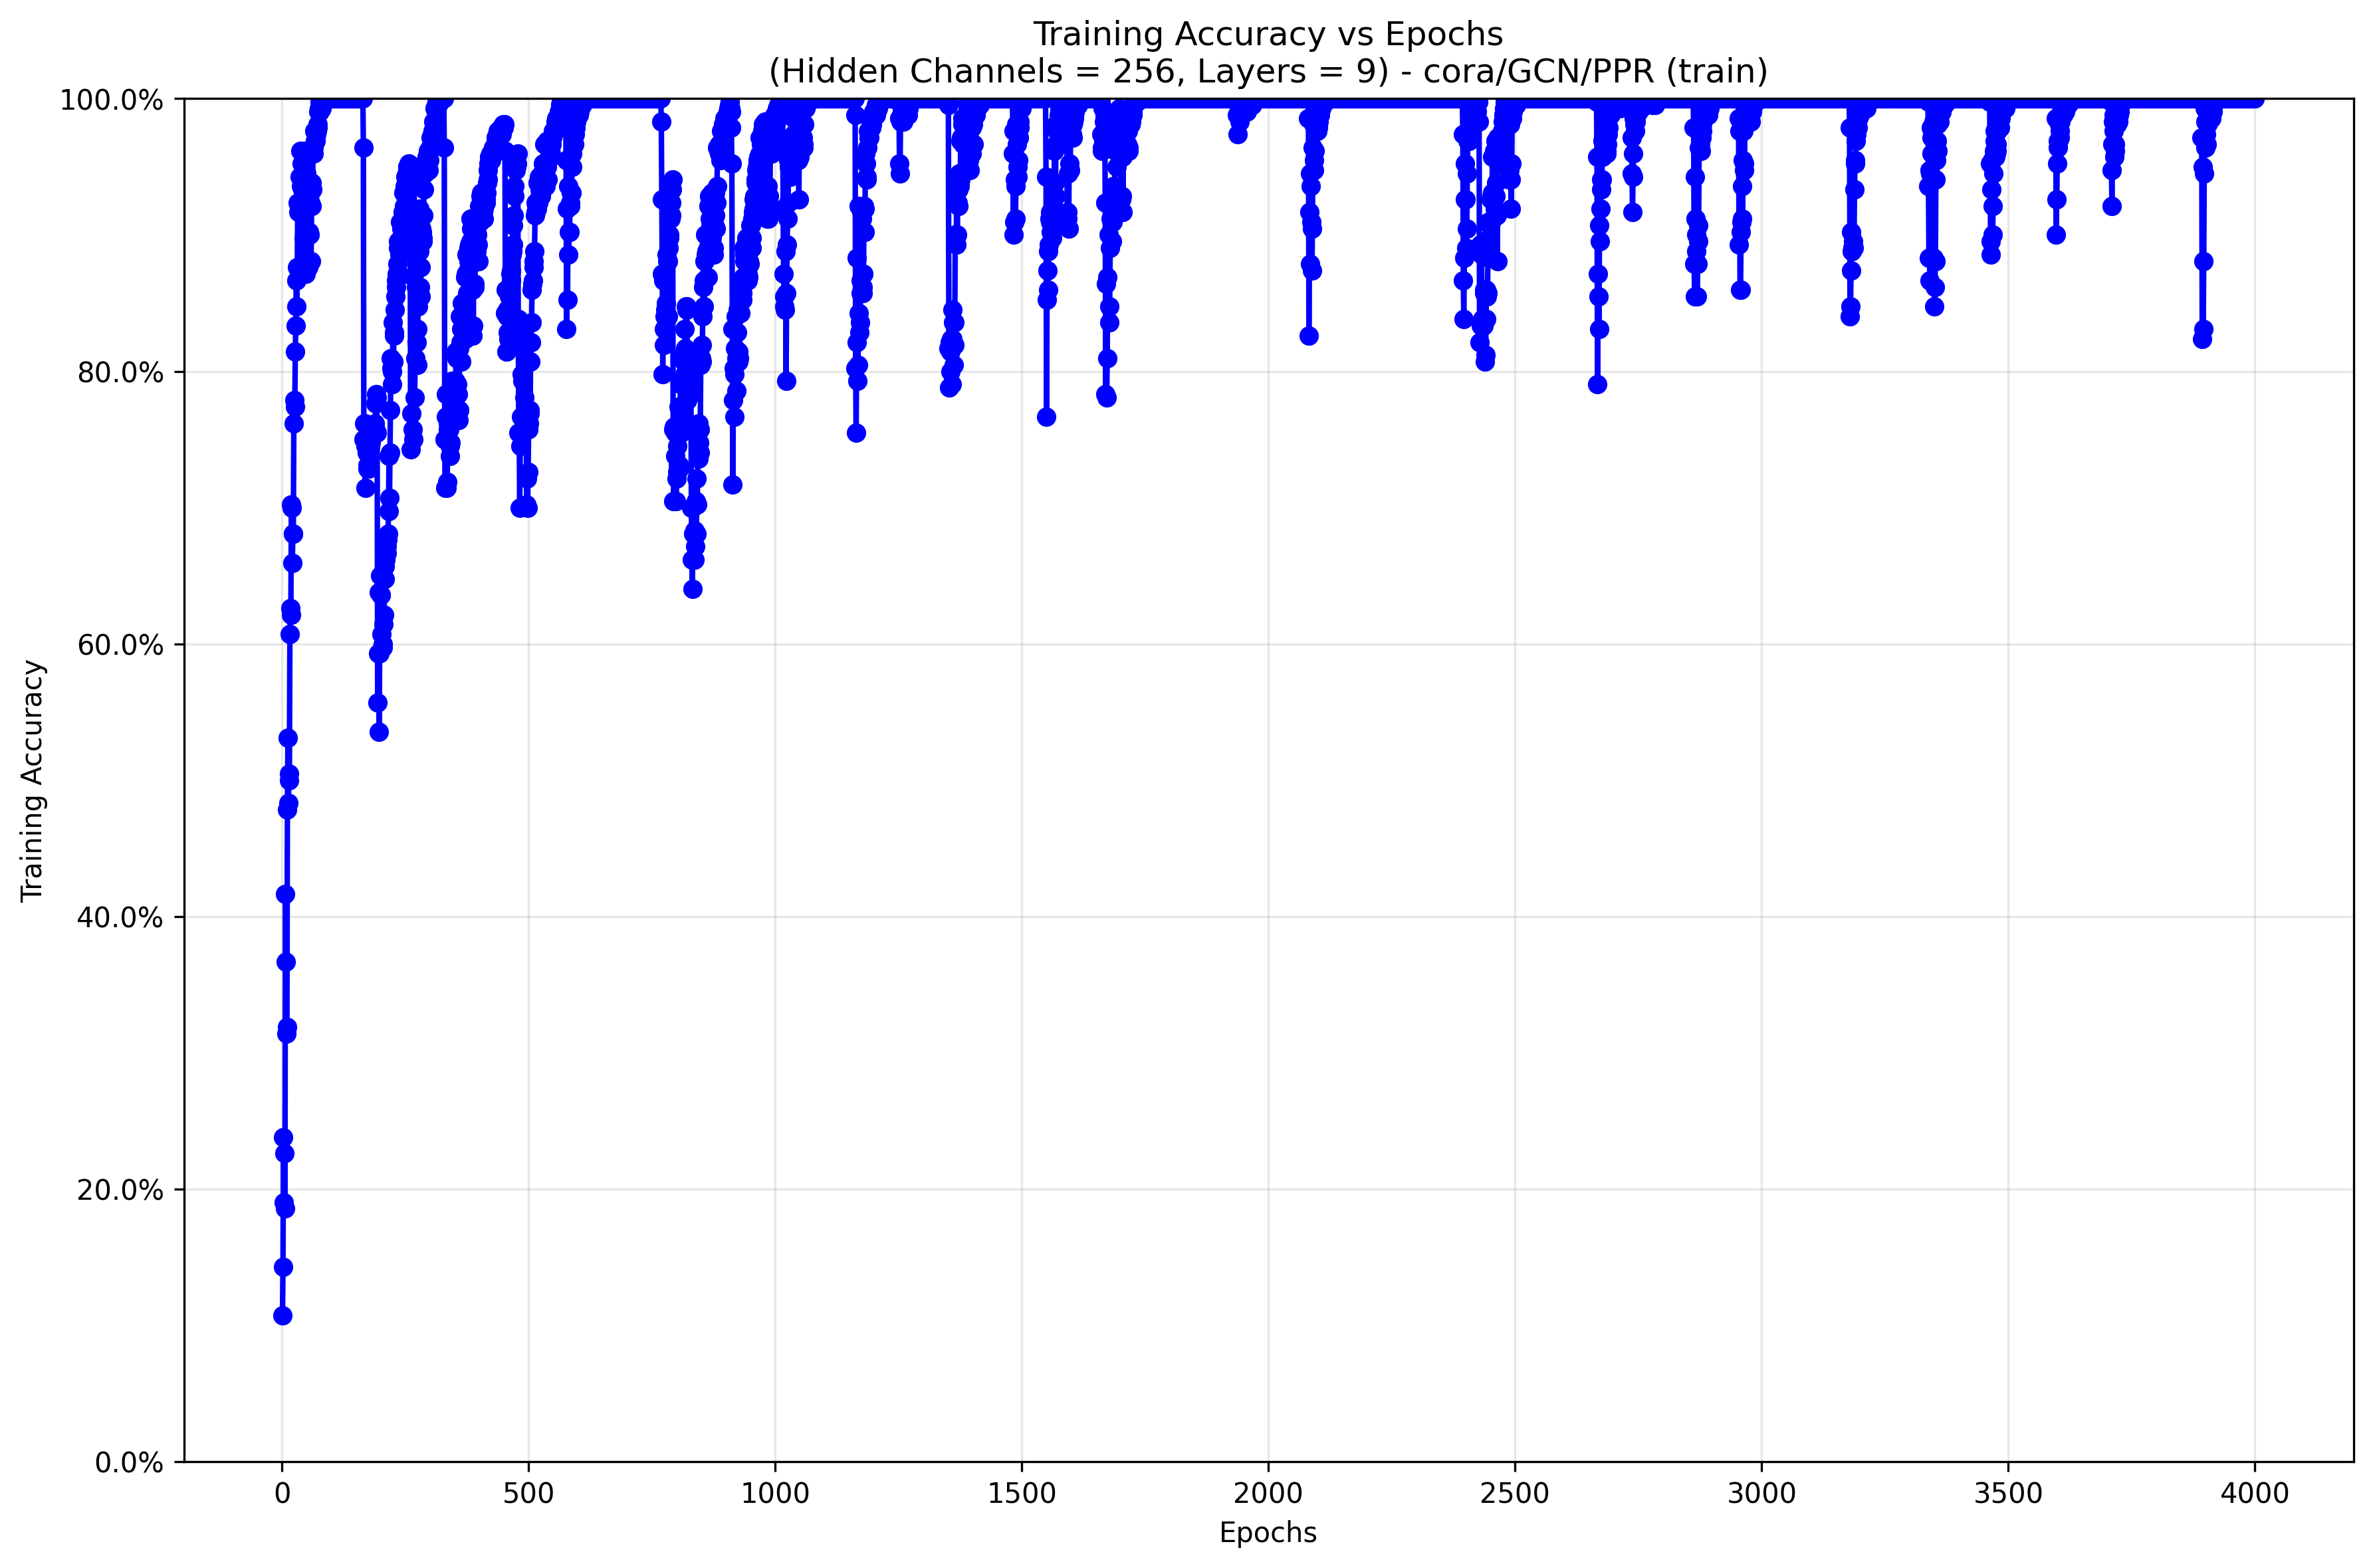 Training Accuracy vs Epochs
(Hidden Channels = 256, Layers = 9) - cora/GCN/PPR (train)
Training Accuracy
100.0%
80.0%
60.0%
40.0%
20.0%
0.0%
0 500 1000 1500 2000 2500 3000 3500 4000
Epochs